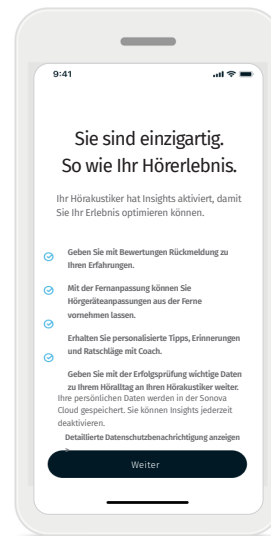 9:41
Sie sind einzigartig.
So wie Ihr Hörerlebnis.
Ihr Hörakustiker hat Insights aktiviert, damit
Sie Ihr Erlebnis optimieren können.
Geben Sie mit Bewertungen Rückmeldung zu
Ihren Erfahrungen.
Mit der Fernanpassung können Sie
Hörgeräteanpassungen aus der Ferne
vornehmen lassen.
Erhalten Sie personalisierte Tipps, Erinnerungen
und Ratschläge mit Coach.
Geben Sie mit der Erfolgsprüfung wichtige Daten
zu Ihrem Höralltag an Ihren Hörakustiker weiter.
Ihre persönlichen Daten werden in der Sonova
Cloud gespeichert. Sie können Insights jederzeit
deaktivieren.
Detaillierte Datenschutzbenachrichtigung anzeigen
Weiter